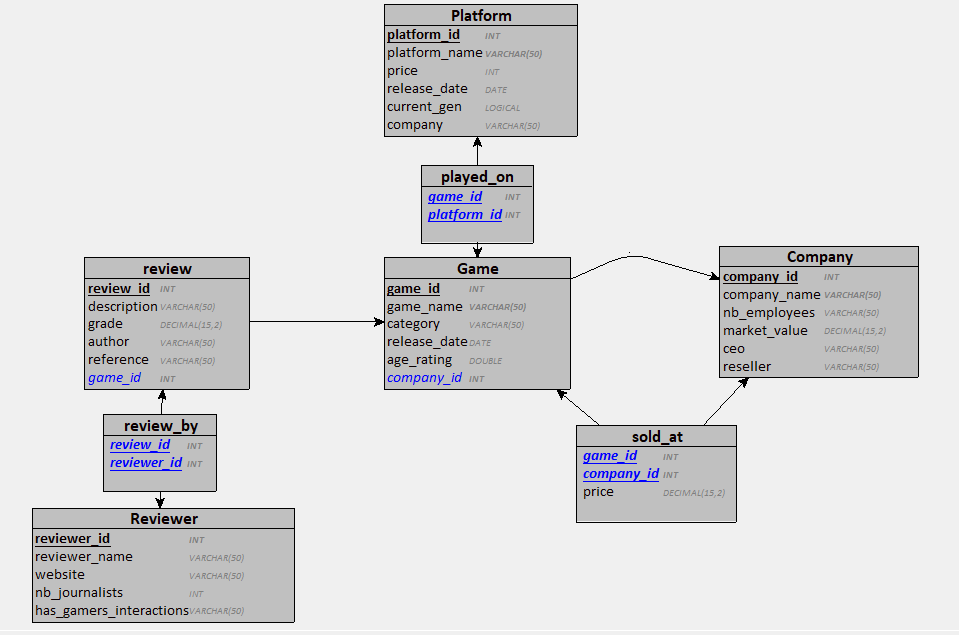 Platform
platform_id INT
platform_name VARCHAR(50)
price INT
release_date DATE
current_gen LOGICAL
company VARCHAR(50)
played_on
game_id INT
platform_id INT
review
review_id INT
description VARCHAR(50)
grade DECIMAL(15,2)
author VARCHAR(50)
reference VARCHAR(50)
game_id INT
Game
game_id INT
game_name VARCHAR(50)
category VARCHAR(50)
release_date DATE
age_rating DOUBLE
company_id INT
Company
company_id INT
company_name VARCHAR(50)
nb_employees VARCHAR(50)
market_value DECIMAL(15,2)
ceo VARCHAR(50)
reseller VARCHAR(50)
review_by
review_id INT
reviewer_id INT
sold_at
game_id INT
company_id INT
price DECIMAL(15,2)
Reviewer
reviewer_id INT
reviewer_name VARCHAR(50)
website VARCHAR(50)
nb_journalists INT
has_gamers_interactions VARCHAR(50)